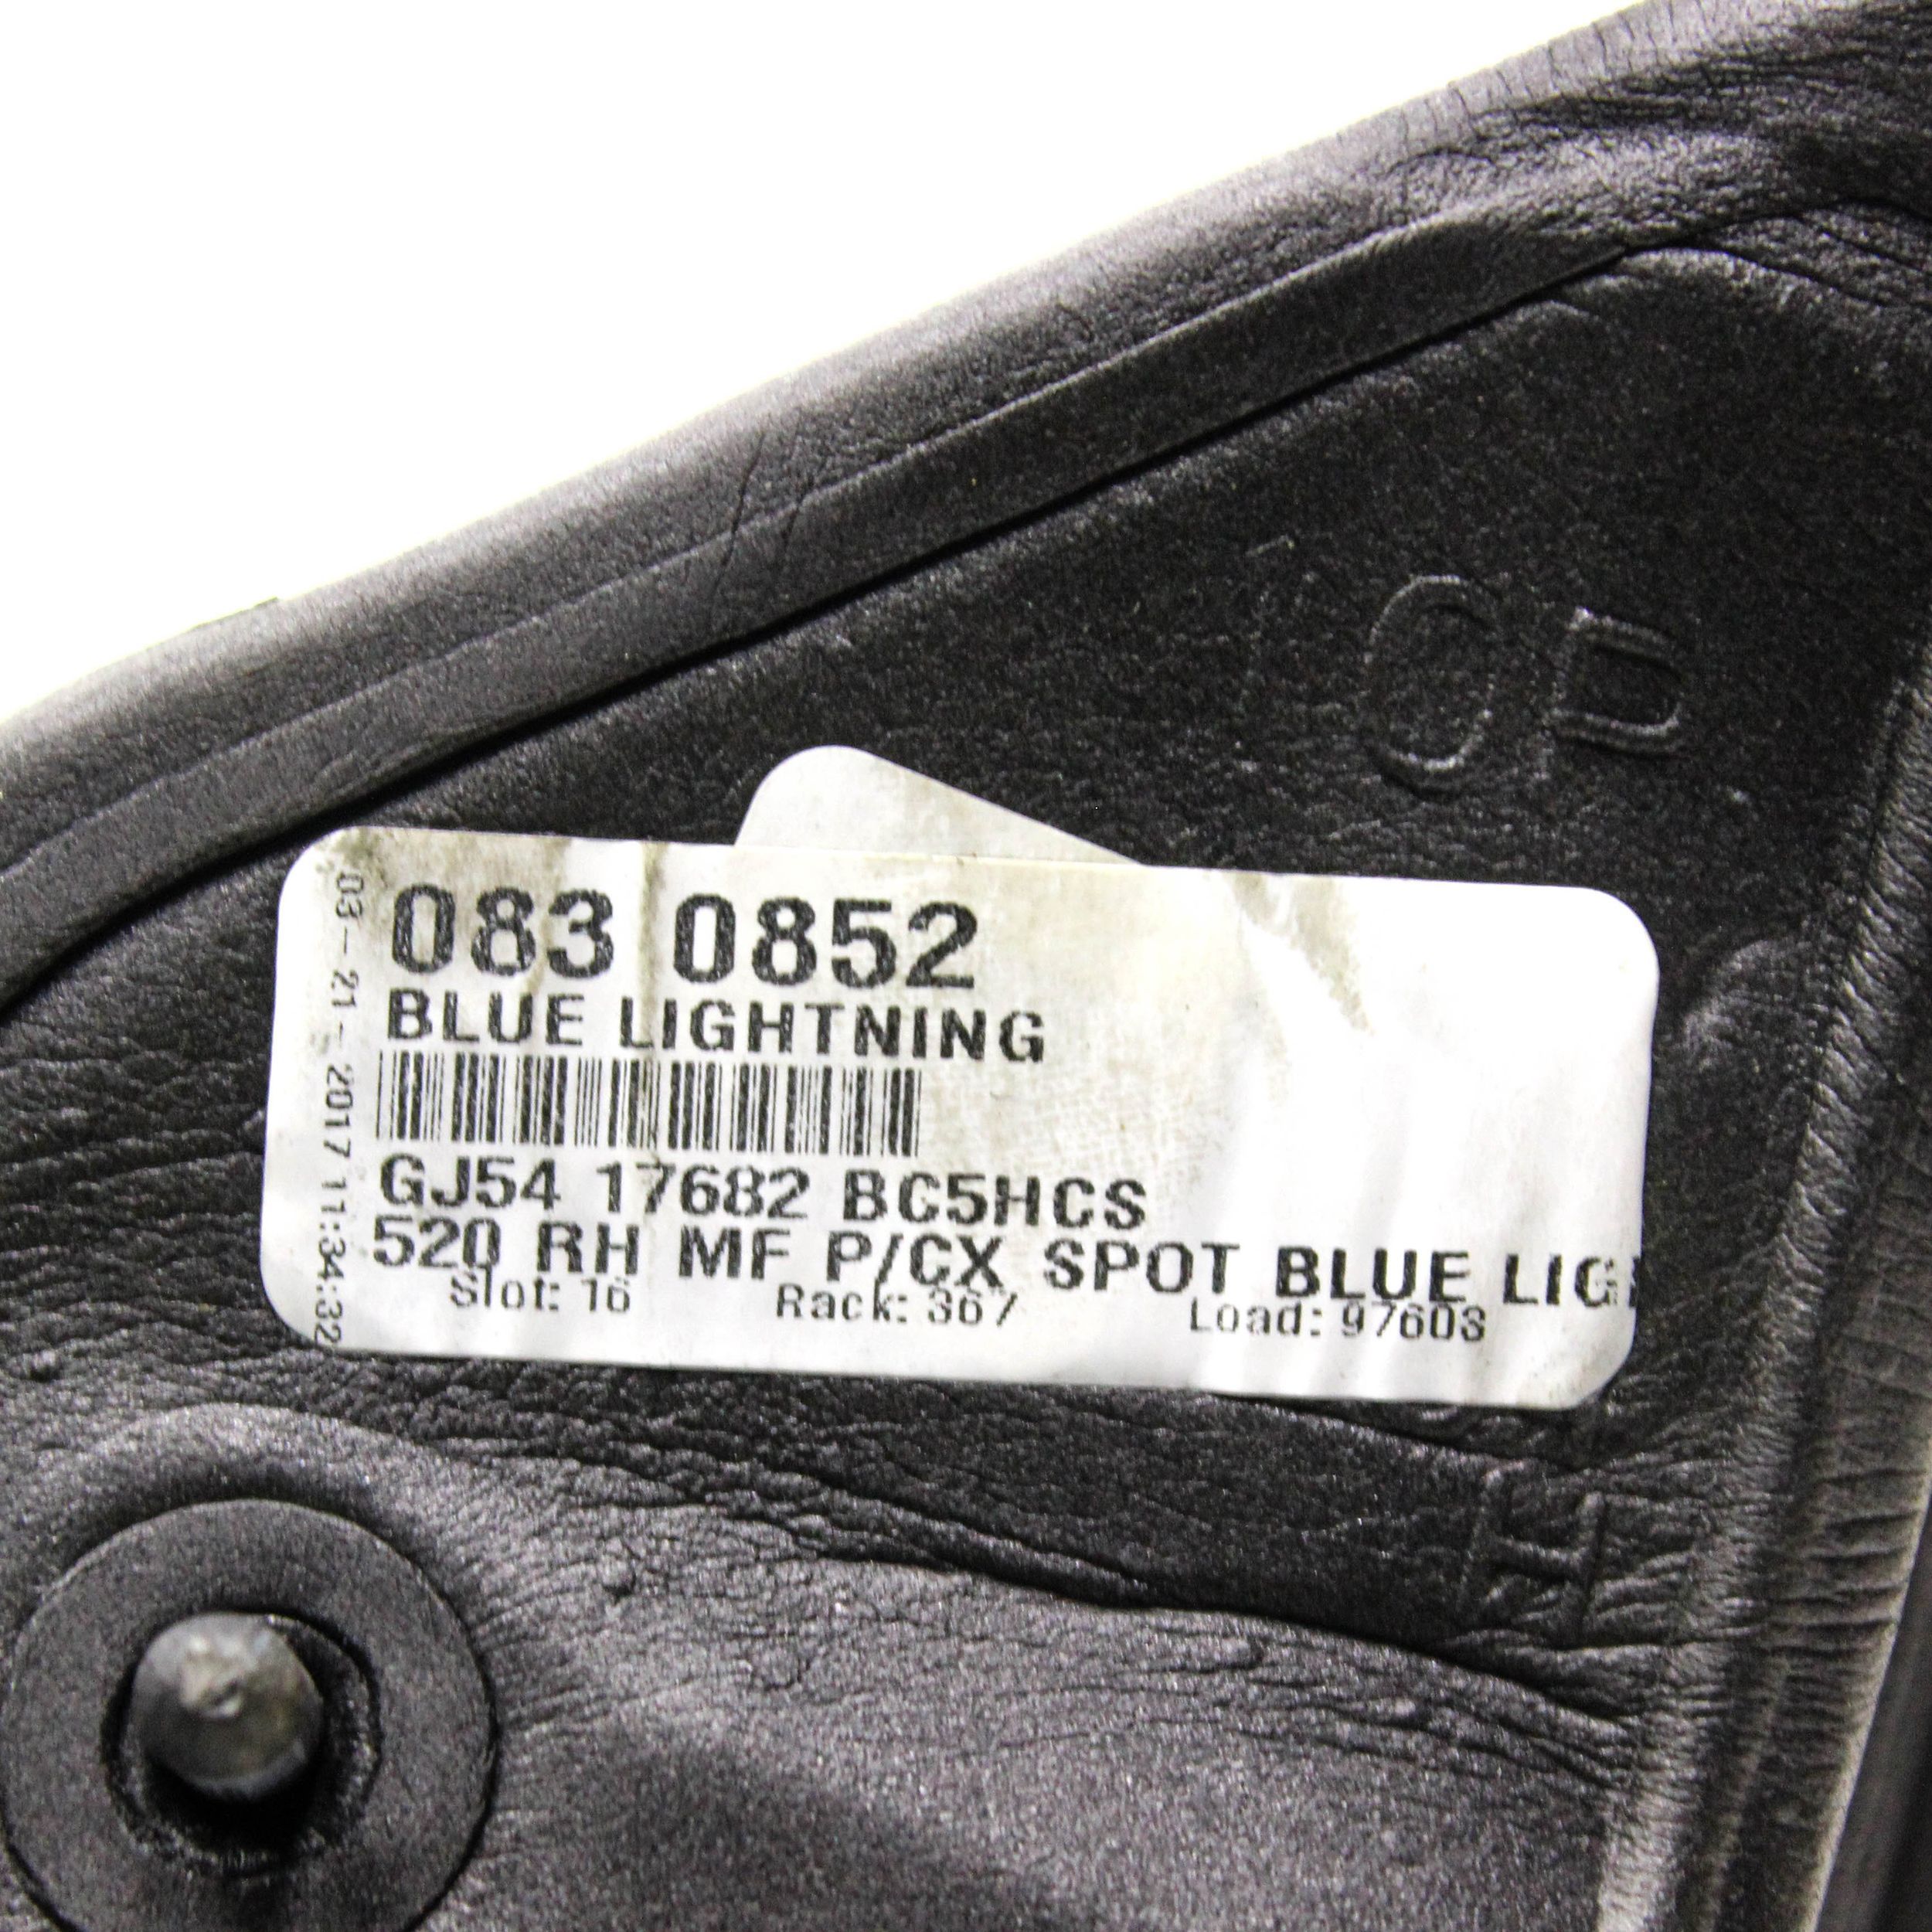 OP
03-21-2017 11:34:32
083 0852
BLUE LIGHTNING
GJ54 17682 BC5HCS
520 RH MF P/CX SPOT BLUE LIG
Slot: 16 Rack: 367 Load: 97603
H